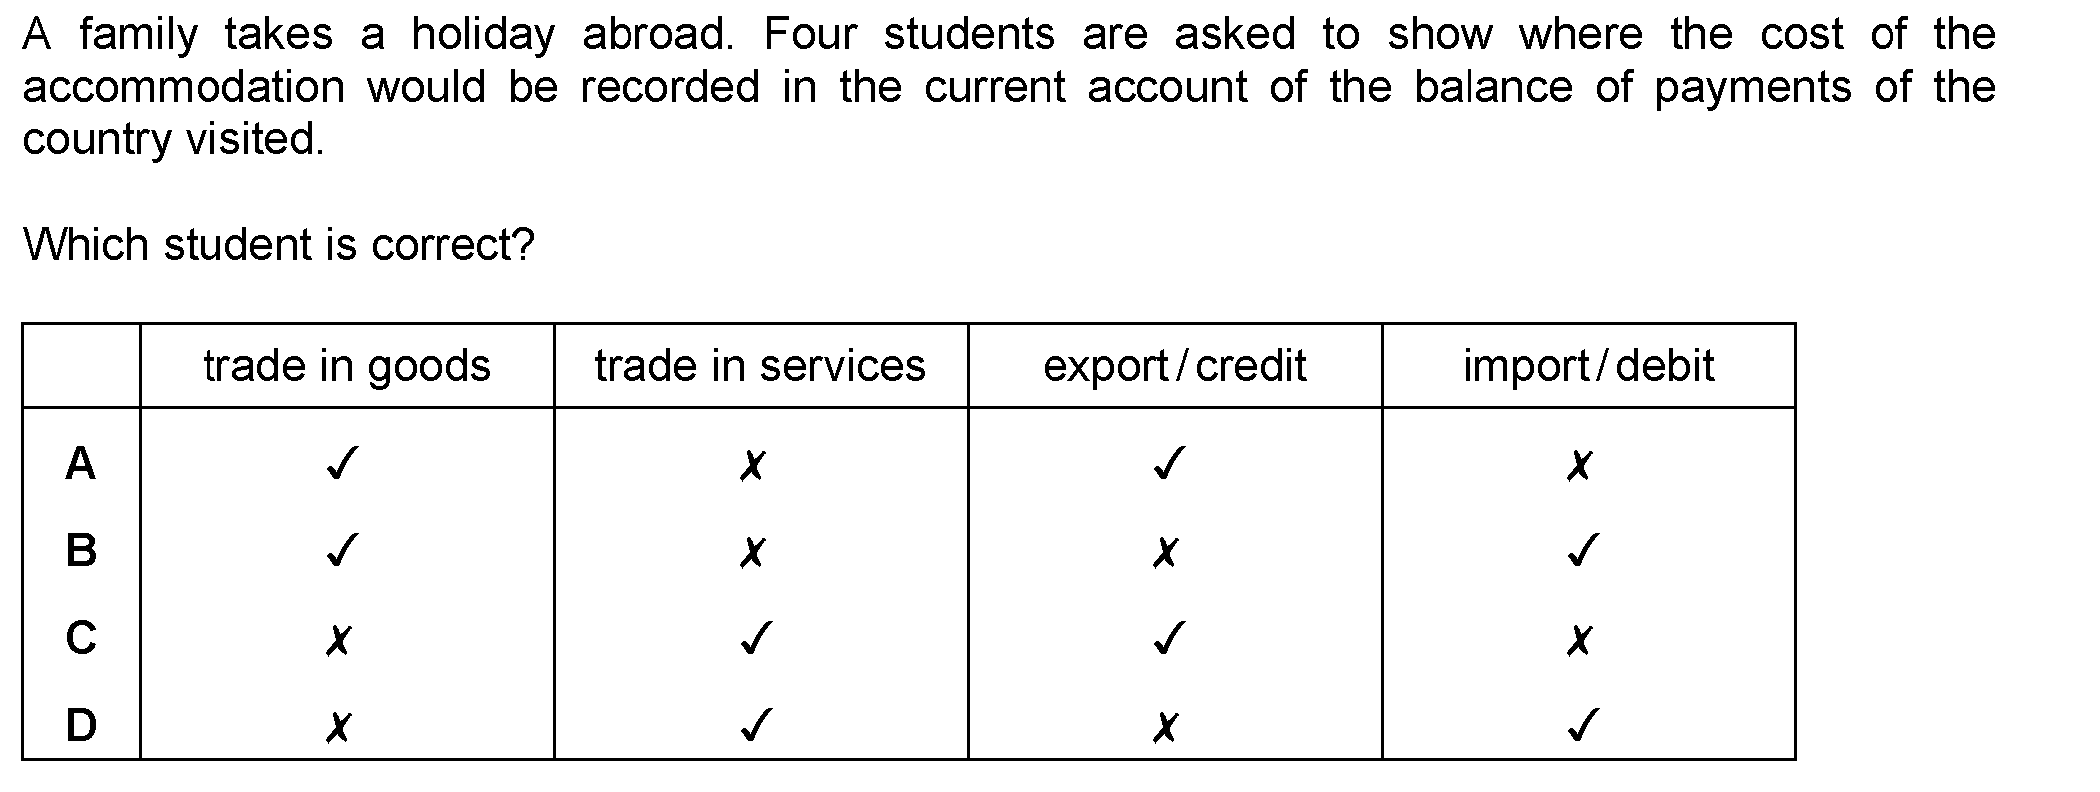 A family takes a holiday abroad. Four students are asked to show where the cost of the
accommodation would be recorded in the current account of the balance of payments of the
country visited.
Which student is correct?
trade in goods trade in services export/credit import/debit
A ✓ ✗ ✓ ✗
B ✓ ✗ ✗ ✓
C ✗ ✓ ✓ ✗
D ✗ ✓ ✗ ✓